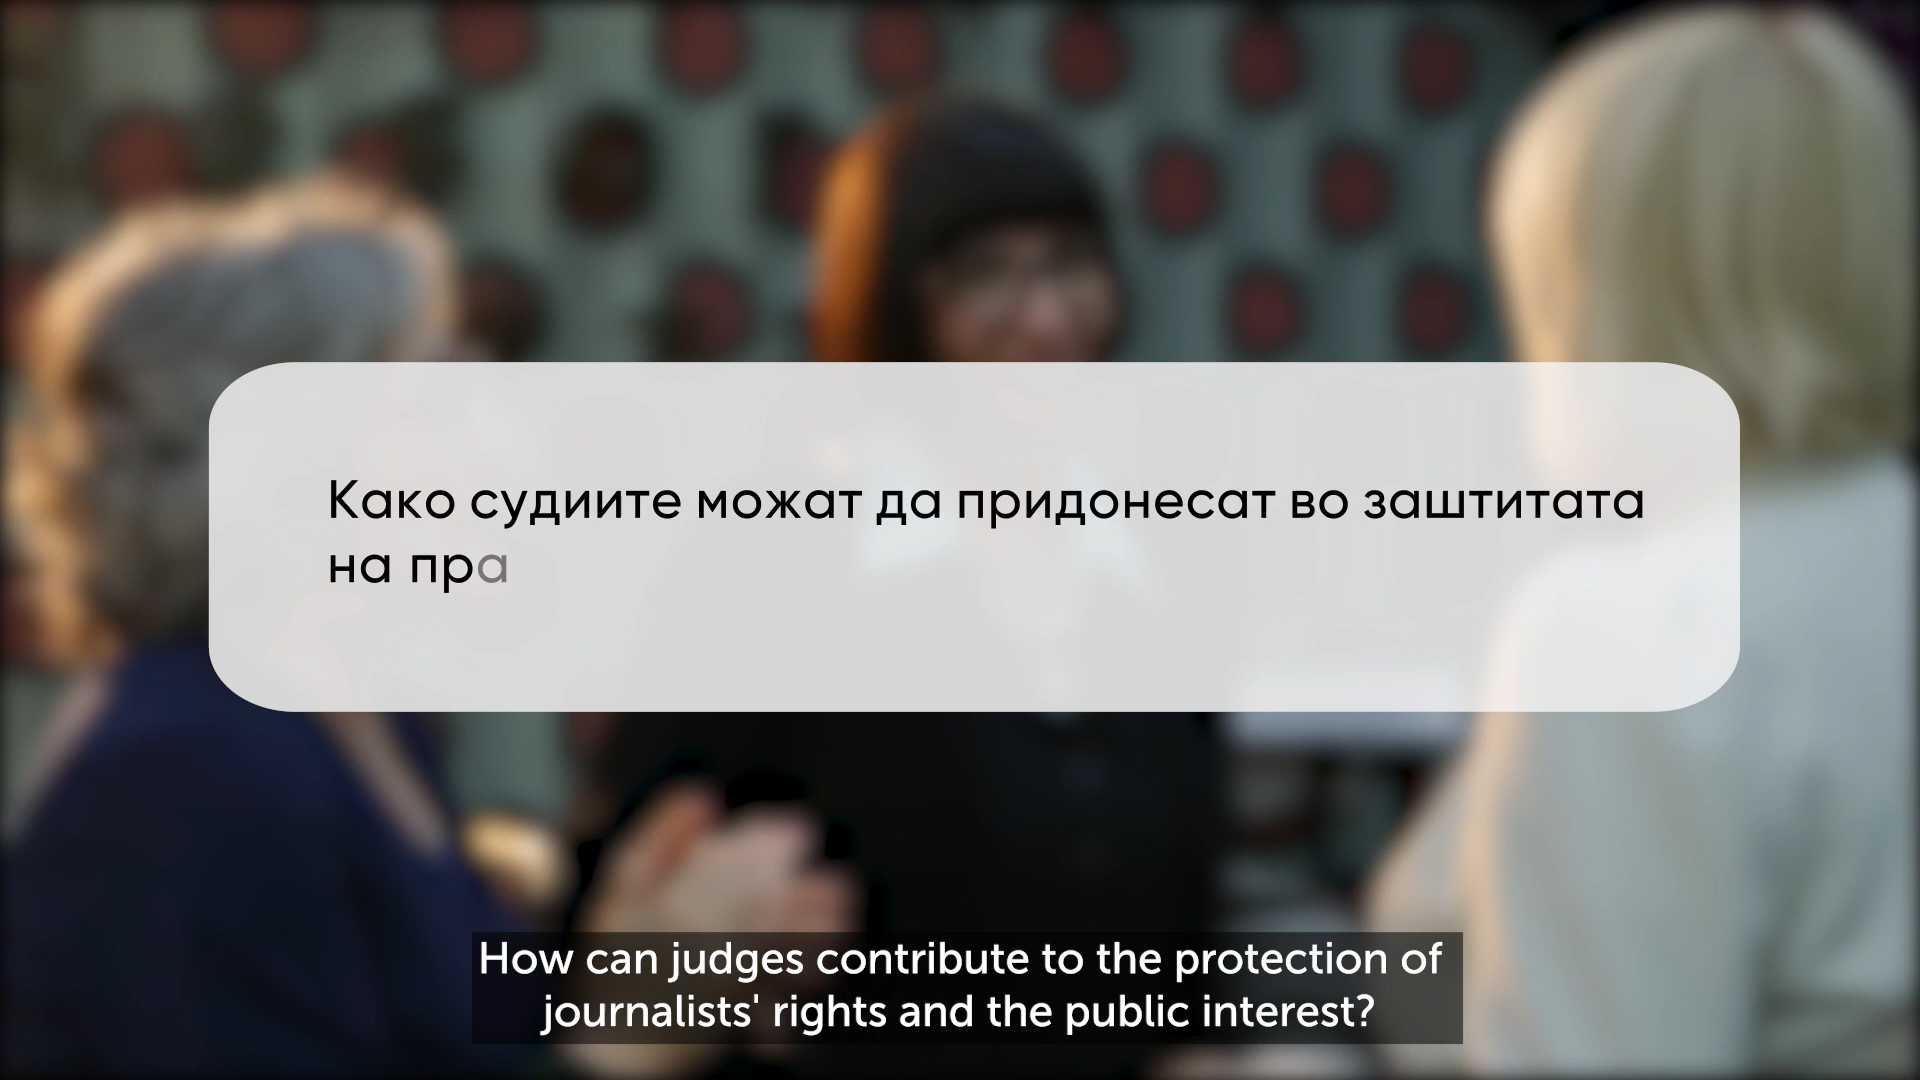 Како судиите можат да придонесат во заштитата
на пра
How can judges contribute to the protection of
journalists' rights and the public interest?